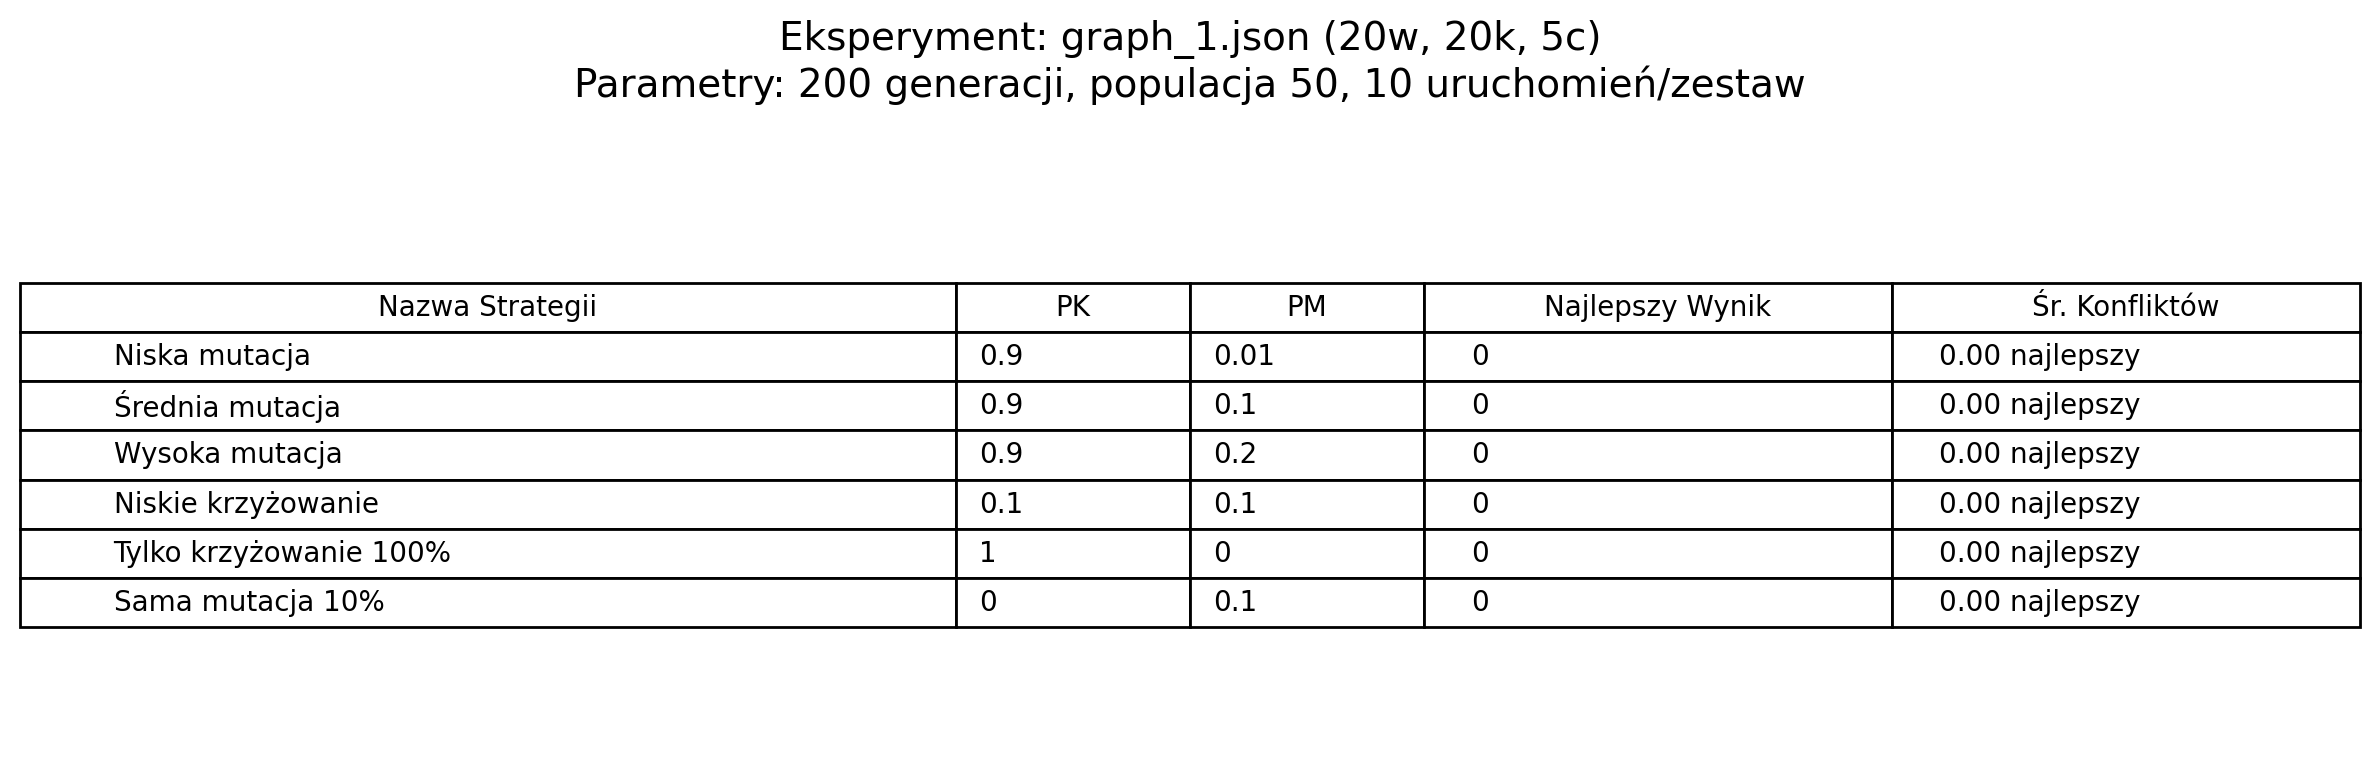 Eksperyment: graph_1.json (20w, 20k, 5c)
Parametry: 200 generacji, populacja 50, 10 uruchomień/zestaw
Nazwa Strategii PK PM Najlepszy Wynik Śr. Konfliktów
Niska mutacja 0.9 0.01 0 0.00 najlepszy
Średnia mutacja 0.9 0.1 0 0.00 najlepszy
Wysoka mutacja 0.9 0.2 0 0.00 najlepszy
Niskie krzyżowanie 0.1 0.1 0 0.00 najlepszy
Tylko krzyżowanie 100% 1 0 0 0.00 najlepszy
Sama mutacja 10% 0 0.1 0 0.00 najlepszy